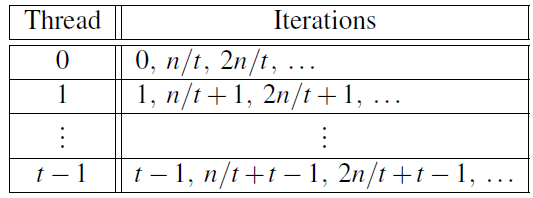 Thread Iterations
0 0, n/t, 2n/t, ...
1 1, n/t + 1, 2n/t + 1, ...
⋮ ⋮
t − 1 t − 1, n/t + t − 1, 2n/t + t − 1, ...